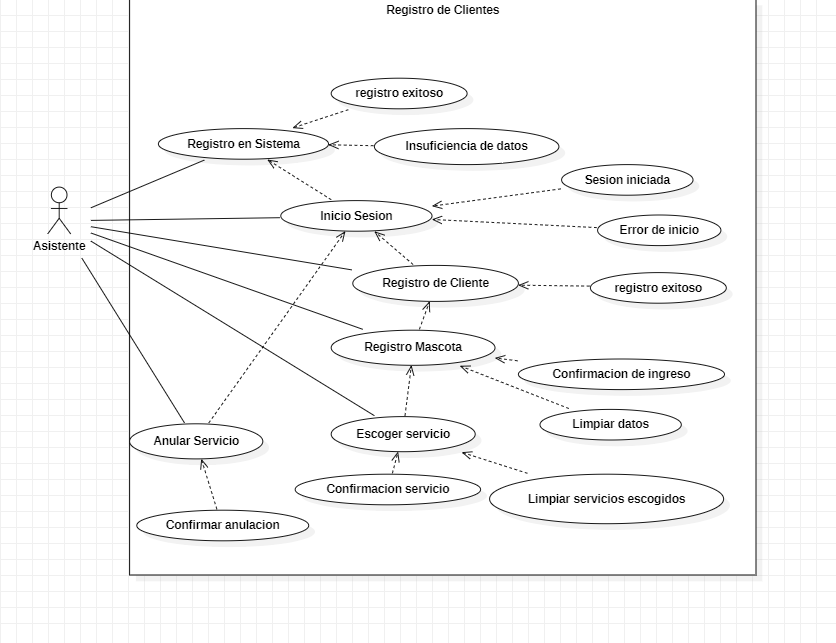 Registro de Clientes
registro exitoso
Registro en Sistema
Insuficiencia de datos
Sesion iniciada
Inicio Sesion
Error de inicio
Asistente
Registro de Cliente
registro exitoso
Registro Mascota
Confirmacion de ingreso
Limpiar datos
Escoger servicio
Anular Servicio
Confirmacion servicio
Limpiar servicios escogidos
Confirmar anulacion